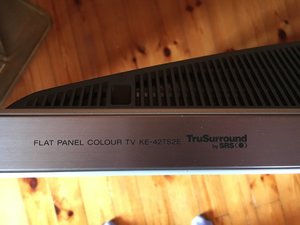 FLAT PANEL COLOUR TV KE-42TS2E
TruSurround
by SRS(●)